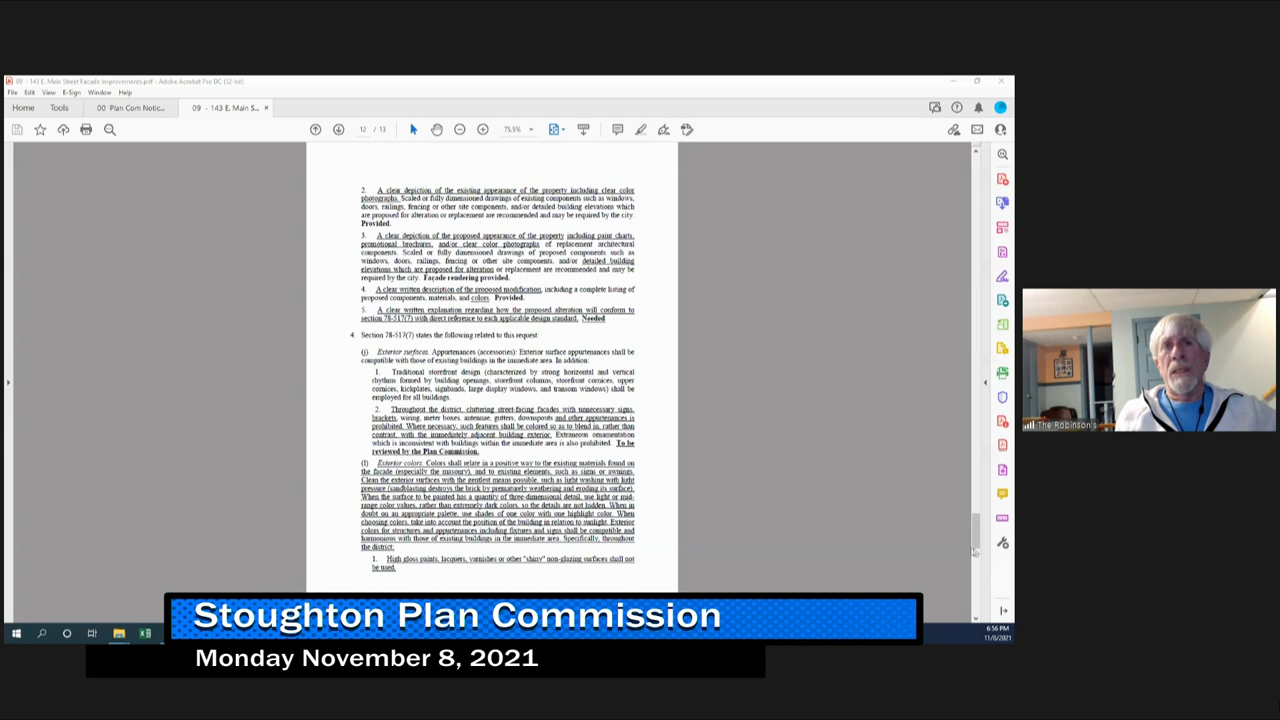 09 - 143 E. Main Street Facade Improvements.pdf - Adobe Acrobat Pro DC (32-bit)
File Edit View E-Sign Window Help
Home Tools 00 Plan Com Notic... 09 - 143 E. Main S... ×
12 / 13 75.5%
2. A clear depiction of the existing appearance of the property including clear color
photographs. Scaled or fully dimensioned drawings of existing components such as windows,
doors, railings, fencing or other site components, and/or detailed building elevations which
are proposed for alteration or replacement are recommended and may be required by the city.
Provided.
3. A clear depiction of the proposed appearance of the property including paint charts,
promotional brochures, and/or clear color photographs of replacement architectural
components. Scaled or fully dimensioned drawings of proposed components such as
windows, doors, railings, fencing or other site components, and/or detailed building
elevations which are proposed for alteration or replacement are recommended and may be
required by the city. Façade rendering provided.
4. A clear written description of the proposed modification, including a complete listing of
proposed components, materials, and colors. Provided.
5. A clear written explanation regarding how the proposed alteration will conform to
section 78-517(7) with direct reference to each applicable design standard. Needed
4. Section 78-517(7) states the following related to this request:
(j) Exterior surfaces. Appurtenances (accessories): Exterior surface appurtenances shall be
compatible with those of existing buildings in the immediate area. In addition:
1. Traditional storefront design (characterized by strong horizontal and vertical
rhythm formed by building openings, storefront columns, storefront cornices, upper
cornices, kickplates, signbands, large display windows, and transom windows) shall be
employed for all buildings.
2. Throughout the district, cluttering street-facing facades with unnecessary signs,
brackets, wiring, meter boxes, antennae, gutters, downspouts and other appurtenances is
prohibited. Where necessary, such features shall be colored so as to blend in, rather than
contrast, with the immediately adjacent building exterior. Extraneous ornamentation
which is inconsistent with buildings within the immediate area is also prohibited. To be
reviewed by the Plan Commission.
(l) Exterior colors. Colors shall relate in a positive way to the existing materials found on
the facade (especially the masonry), and to existing elements, such as signs or awnings.
Clean the exterior surfaces with the gentlest means possible, such as light washing with light
pressure (sandblasting destroys the brick by prematurely weathering and eroding its surface).
When the surface to be painted has a quantity of three-dimensional detail, use light or mid-
range color values, rather than extremely dark colors, so the details are not hidden. When in
doubt on an appropriate palette, use shades of one color with one highlight color. When
choosing colors, take into account the position of the building in relation to sunlight. Exterior
colors for structures and appurtenances including fixtures and signs shall be compatible and
harmonious with those of existing buildings in the immediate area. Specifically, throughout
the district:
1. High gloss paints, lacquers, varnishes or other "shiny" non-glazing surfaces shall not
be used.
The Robinson's
6:56 PM
11/8/2021
Stoughton Plan Commission
Monday November 8, 2021